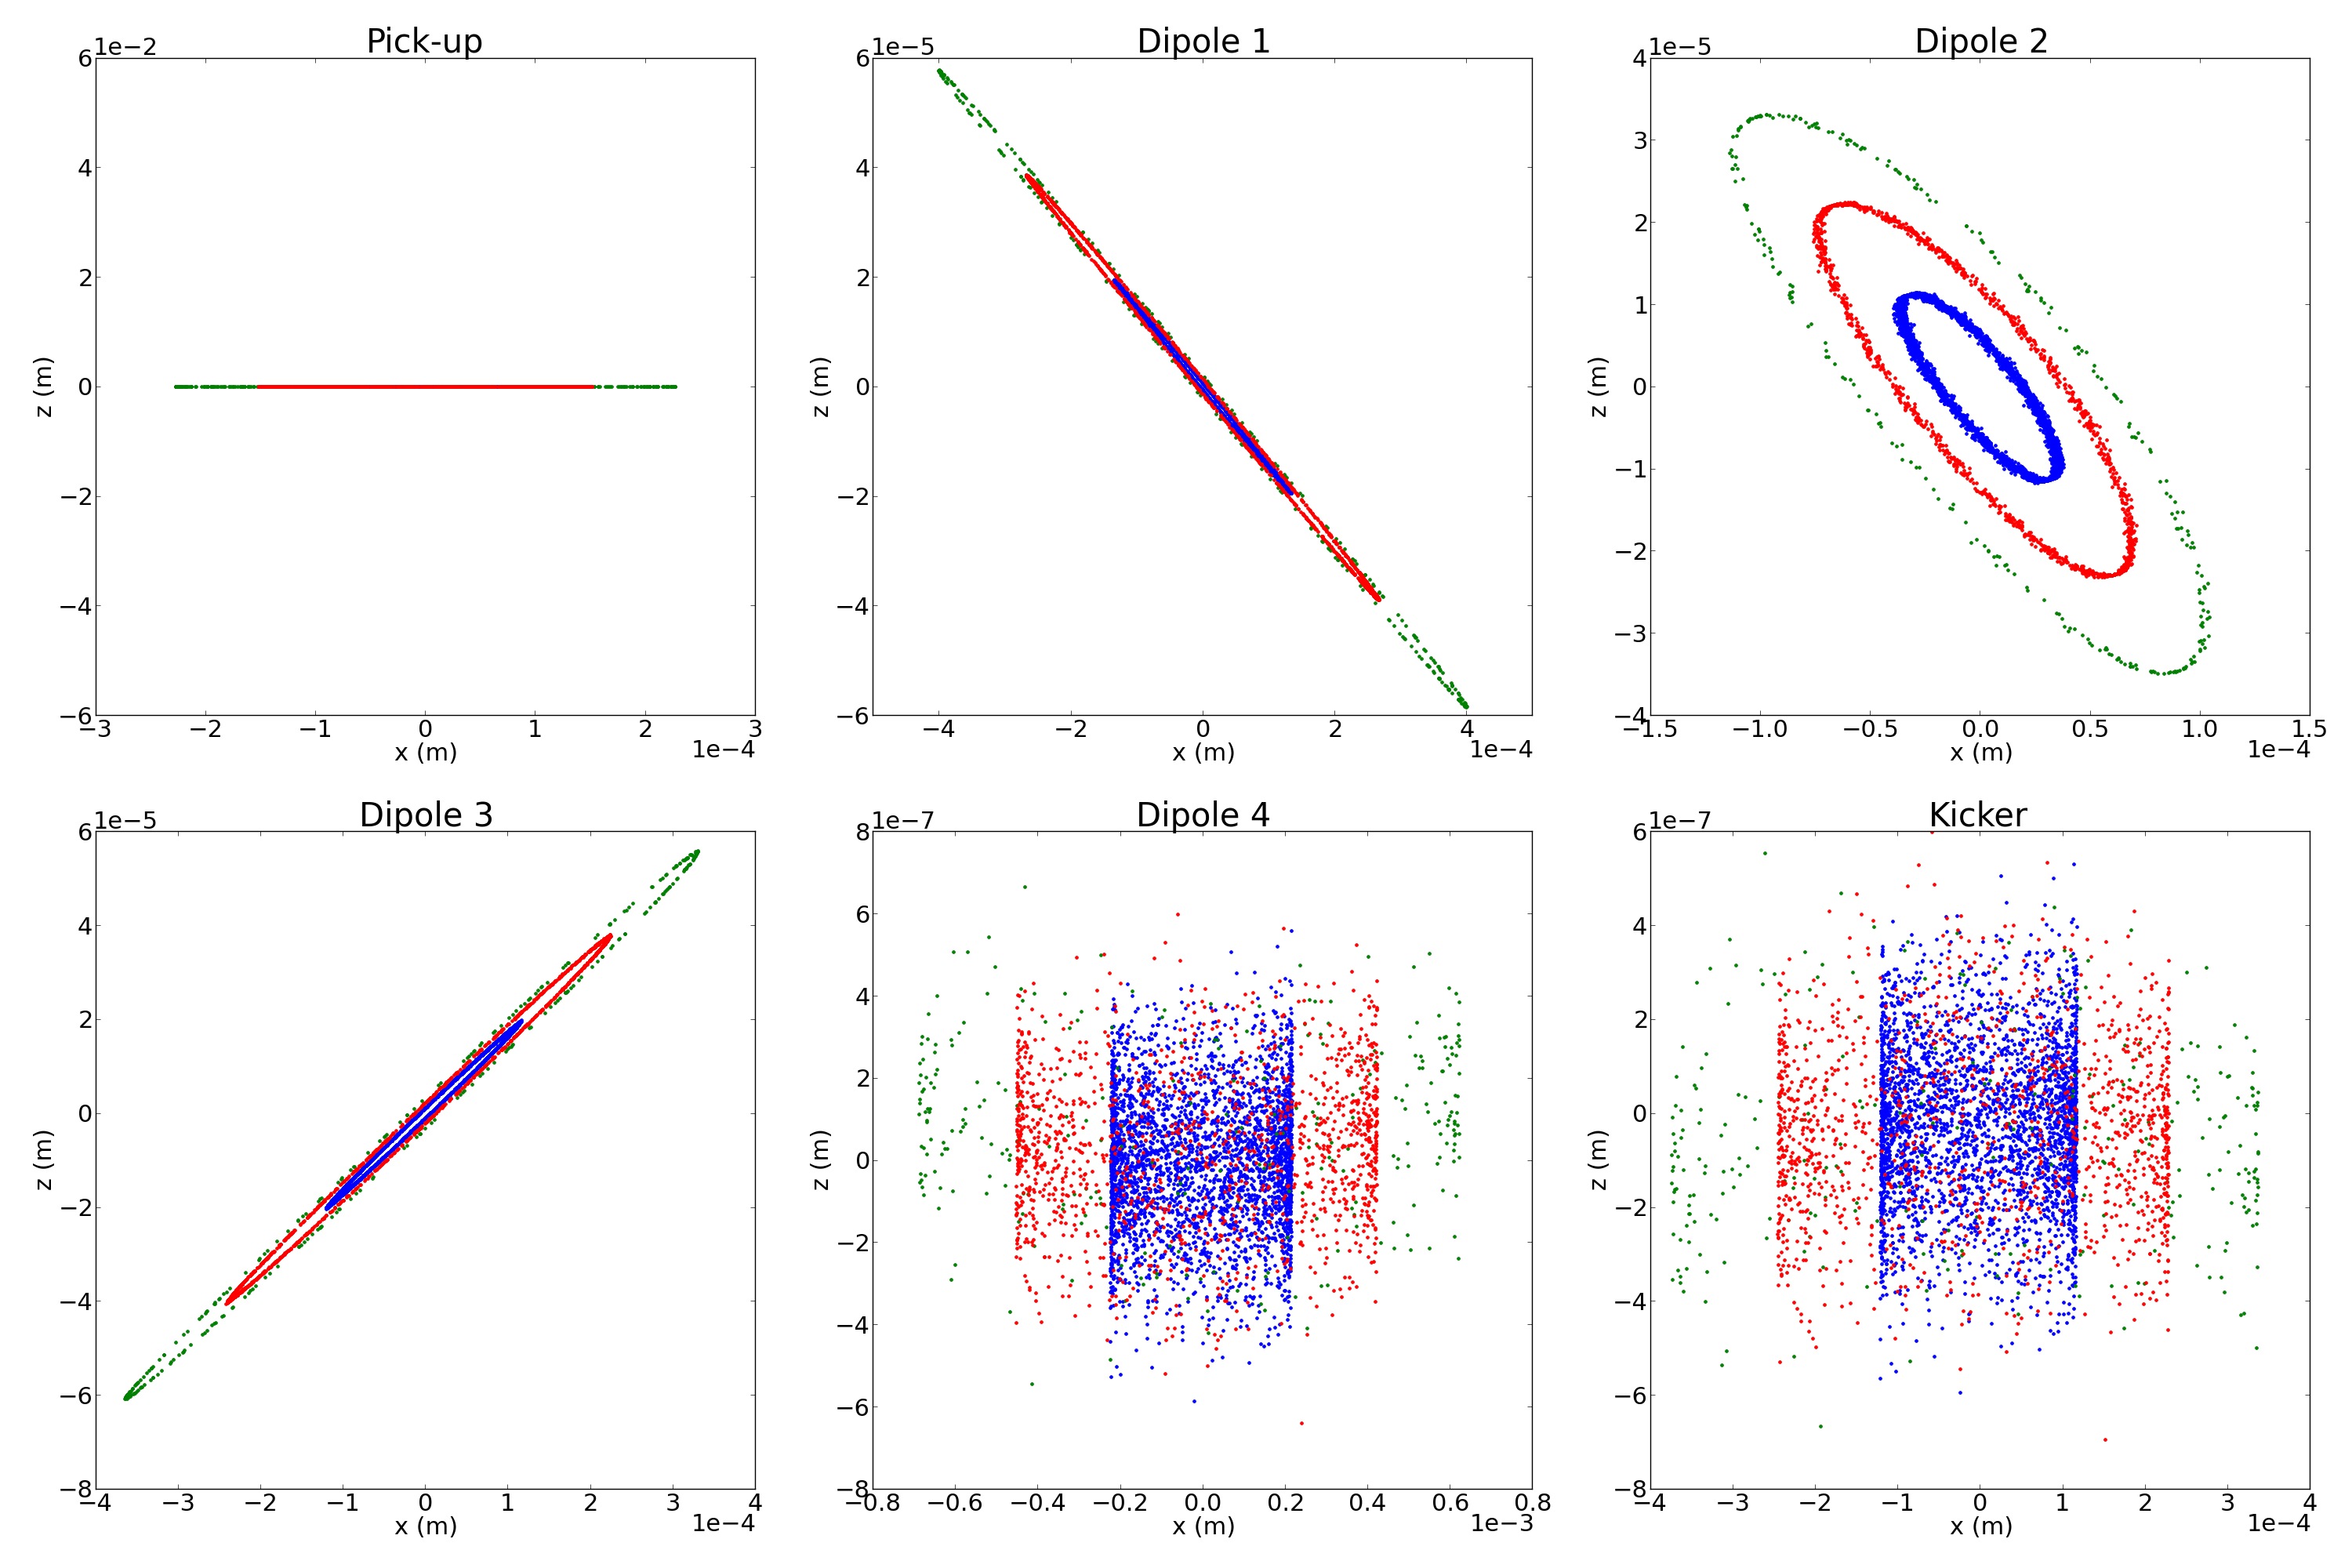 Pick-up
1e−2
6
4
2
0
−2
−4
−6
z (m)
−3 −2 −1 0 1 2 3
x (m)
1e−4
Dipole 1
1e−5
6
4
2
0
−2
−4
−6
z (m)
−4 −2 0 2 4
x (m)
1e−4
Dipole 2
1e−5
4
3
2
1
0
−1
−2
−3
−4
z (m)
−1.5 −1.0 −0.5 0.0 0.5 1.0 1.5
x (m)
1e−4
Dipole 3
1e−5
6
4
2
0
−2
−4
−6
−8
z (m)
−4 −3 −2 −1 0 1 2 3 4
x (m)
1e−4
Dipole 4
1e−7
8
6
4
2
0
−2
−4
−6
−8
z (m)
−0.8 −0.6 −0.4 −0.2 0.0 0.2 0.4 0.6 0.8
x (m)
1e−3
Kicker
1e−7
6
4
2
0
−2
−4
−6
−8
z (m)
−4 −3 −2 −1 0 1 2 3 4
x (m)
1e−4